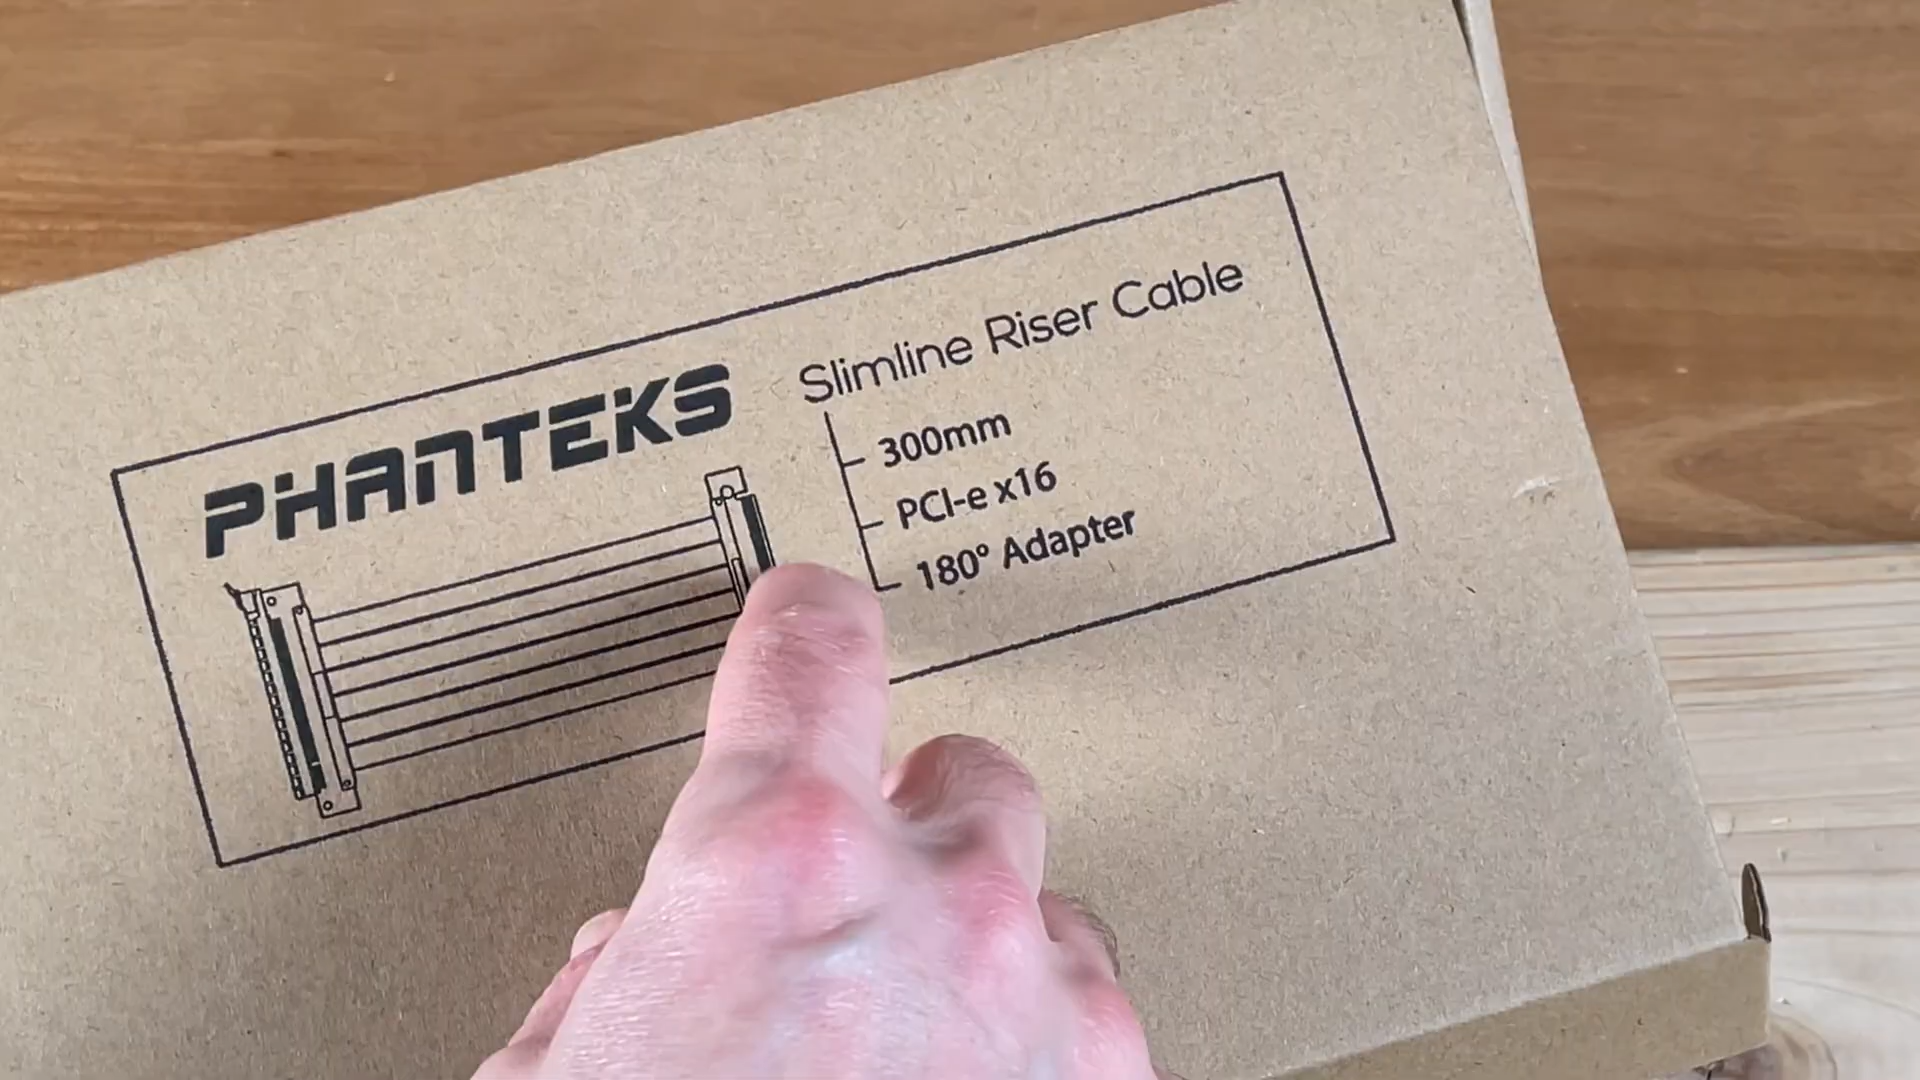 PHANTEKS
Slimline Riser Cable
300mm
PCI-e x16
180° Adapter